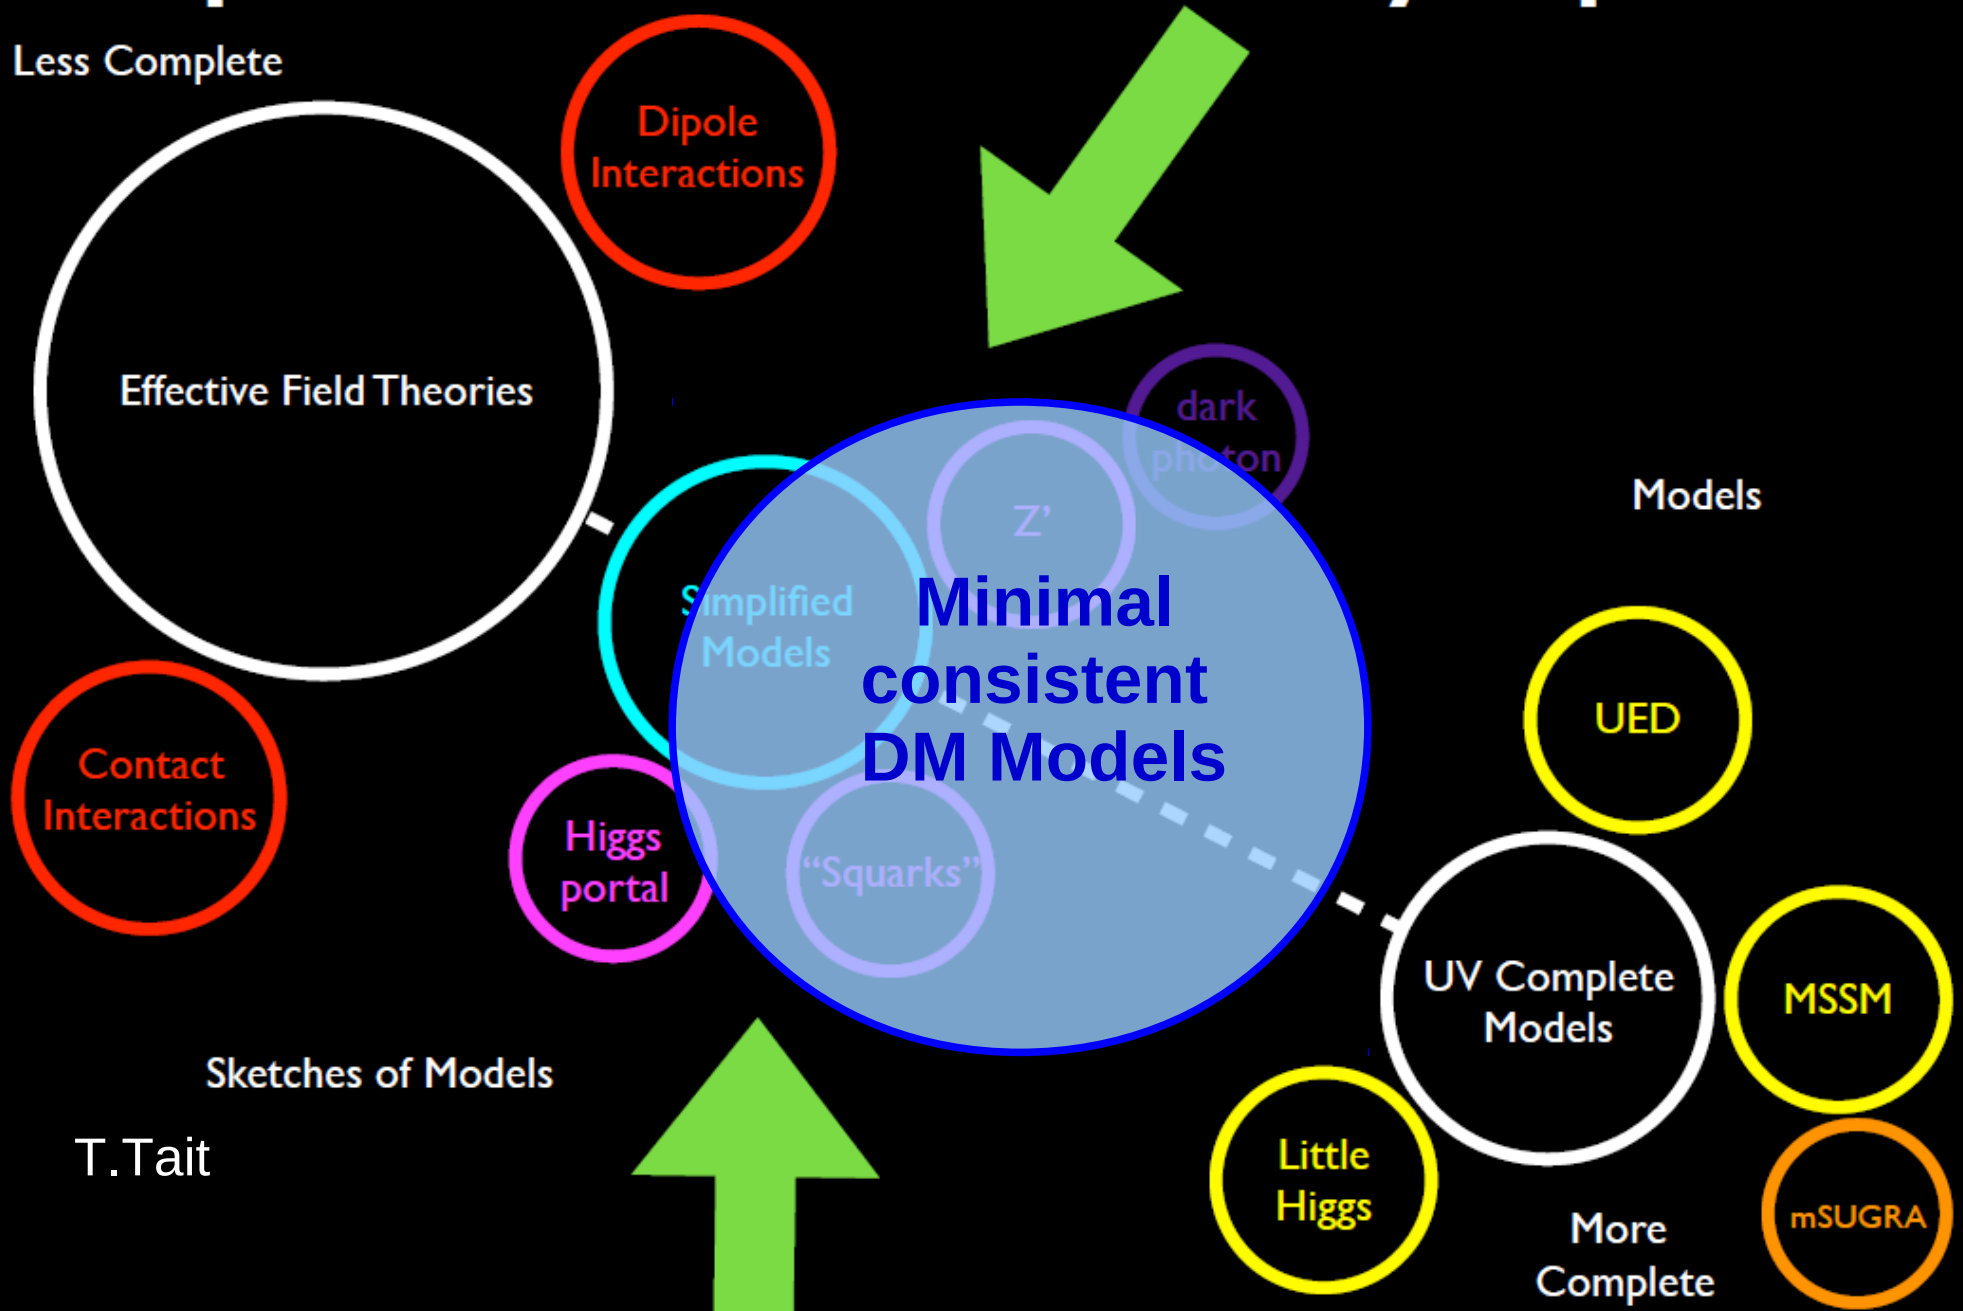 Less Complete
Dipole
Interactions
Effective Field Theories
dark
photon
Z’
Models
Simplified
Models
Minimal
consistent
DM Models
UED
Contact
Interactions
Higgs
portal
“Squarks”
UV Complete
Models
MSSM
Sketches of Models
T.Tait
Little
Higgs
More
Complete
mSUGRA